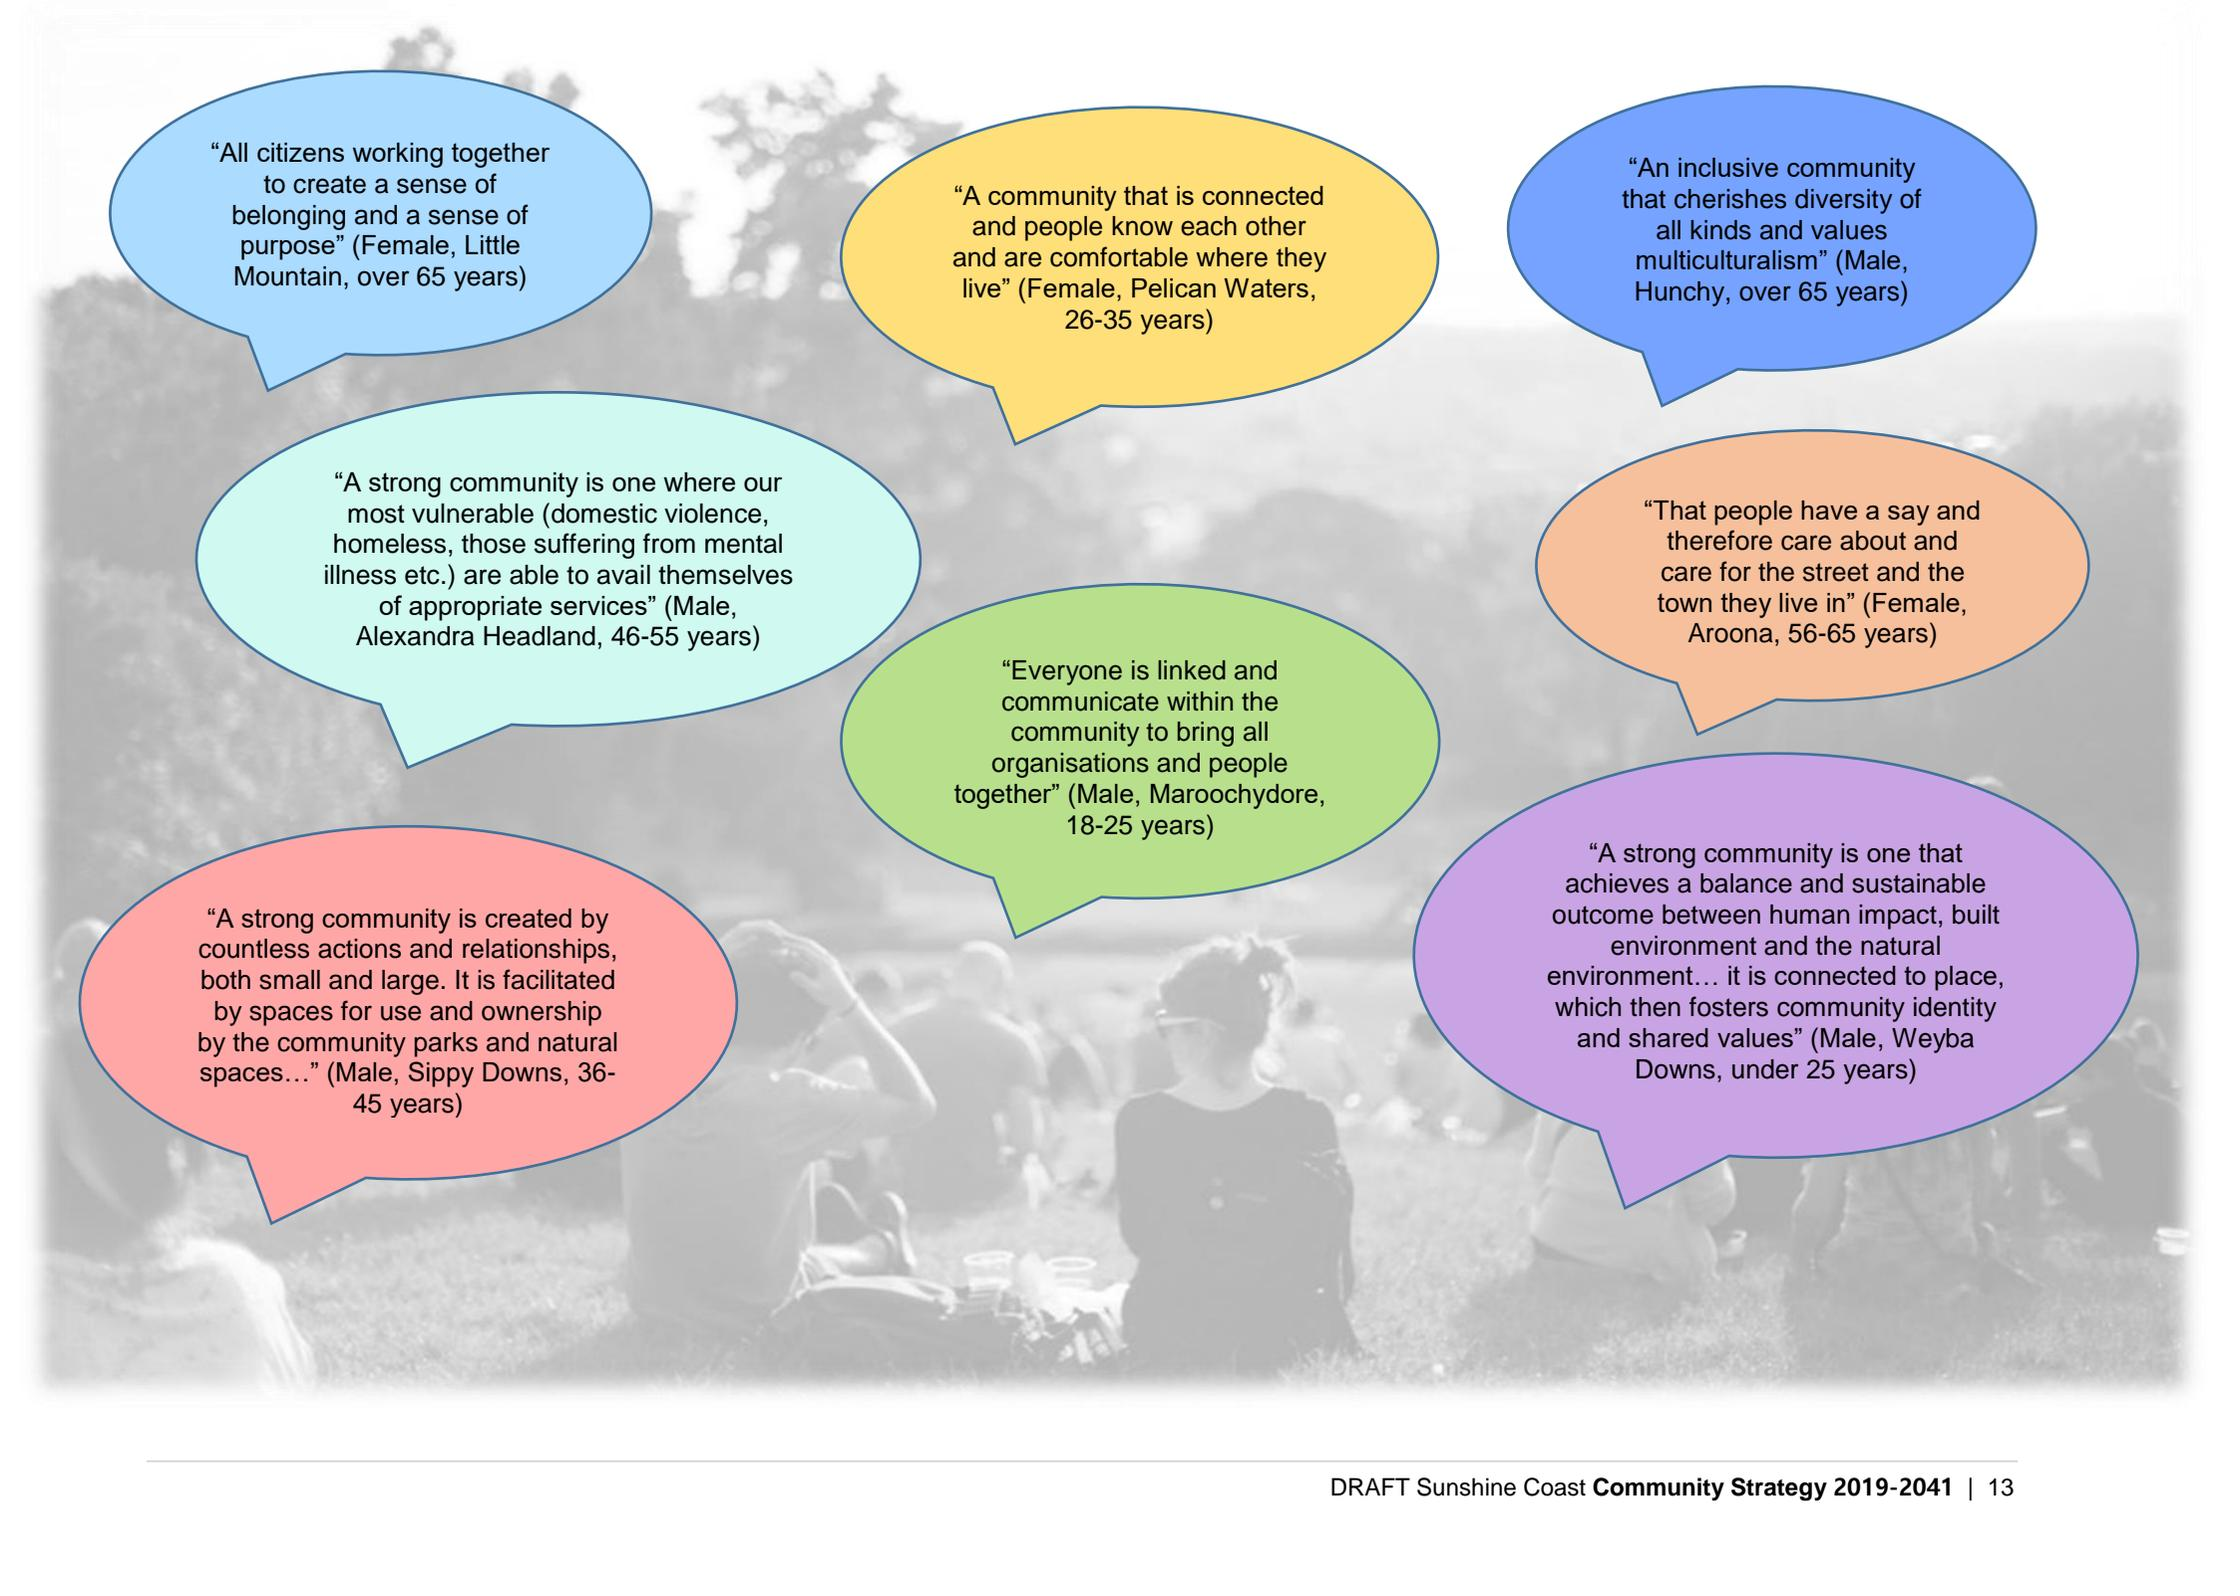 “All citizens working together
to create a sense of
belonging and a sense of
purpose” (Female, Little
Mountain, over 65 years)
“A community that is connected
and people know each other
and are comfortable where they
live” (Female, Pelican Waters,
26-35 years)
“An inclusive community
that cherishes diversity of
all kinds and values
multiculturalism” (Male,
Hunchy, over 65 years)
“A strong community is one where our
most vulnerable (domestic violence,
homeless, those suffering from mental
illness etc.) are able to avail themselves
of appropriate services” (Male,
Alexandra Headland, 46-55 years)
“That people have a say and
therefore care about and
care for the street and the
town they live in” (Female,
Aroona, 56-65 years)
“Everyone is linked and
communicate within the
community to bring all
organisations and people
together” (Male, Maroochydore,
18-25 years)
“A strong community is created by
countless actions and relationships,
both small and large. It is facilitated
by spaces for use and ownership
by the community parks and natural
spaces…” (Male, Sippy Downs, 36-
45 years)
“A strong community is one that
achieves a balance and sustainable
outcome between human impact, built
environment and the natural
environment… it is connected to place,
which then fosters community identity
and shared values” (Male, Weyba
Downs, under 25 years)
DRAFT Sunshine Coast Community Strategy 2019-2041 | 13